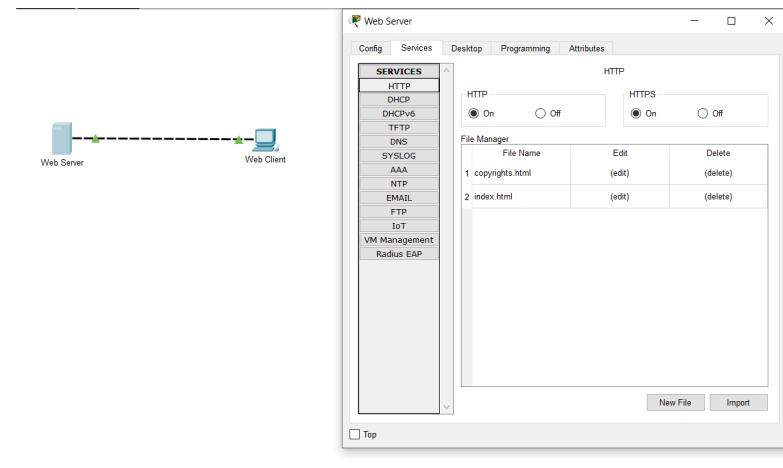 Web Server
Config Services Desktop Programming Attributes
SERVICES
HTTP
DHCP
DHCPv6
TFTP
DNS
SYSLOG
AAA
NTP
EMAIL
FTP
IoT
VM Management
Radius EAP
HTTP
HTTP
On Off
HTTPS
On Off
File Manager
File Name Edit Delete
1 copyrights.html (edit) (delete)
2 index.html (edit) (delete)
New File Import
Top
Web Server
Web Client